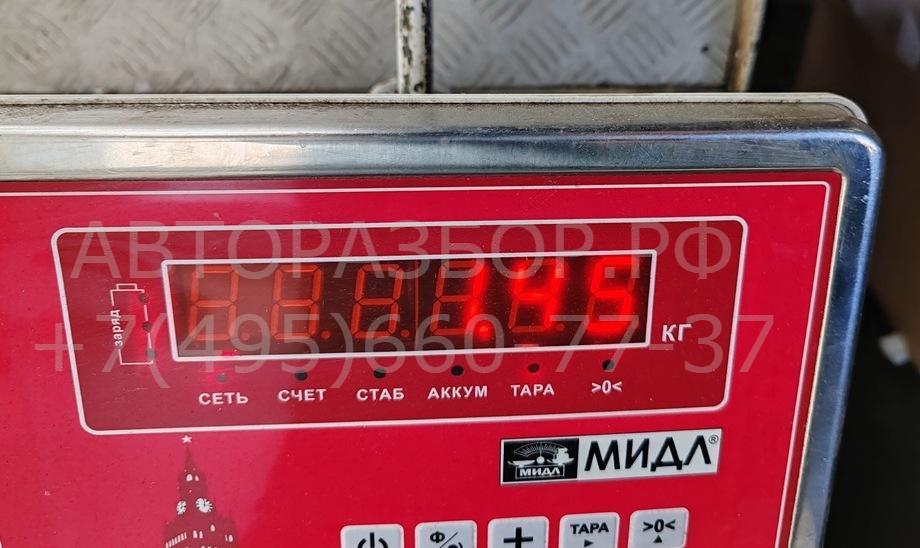 АВТОРАЗБОР.РФ
+7(495)660-77-37
заряд
1.45
кг
СЕТЬ СЧЕТ СТАБ АККУМ ТАРА >0<
МИДЛ МИДЛ®
Ф + ТАРА >0<